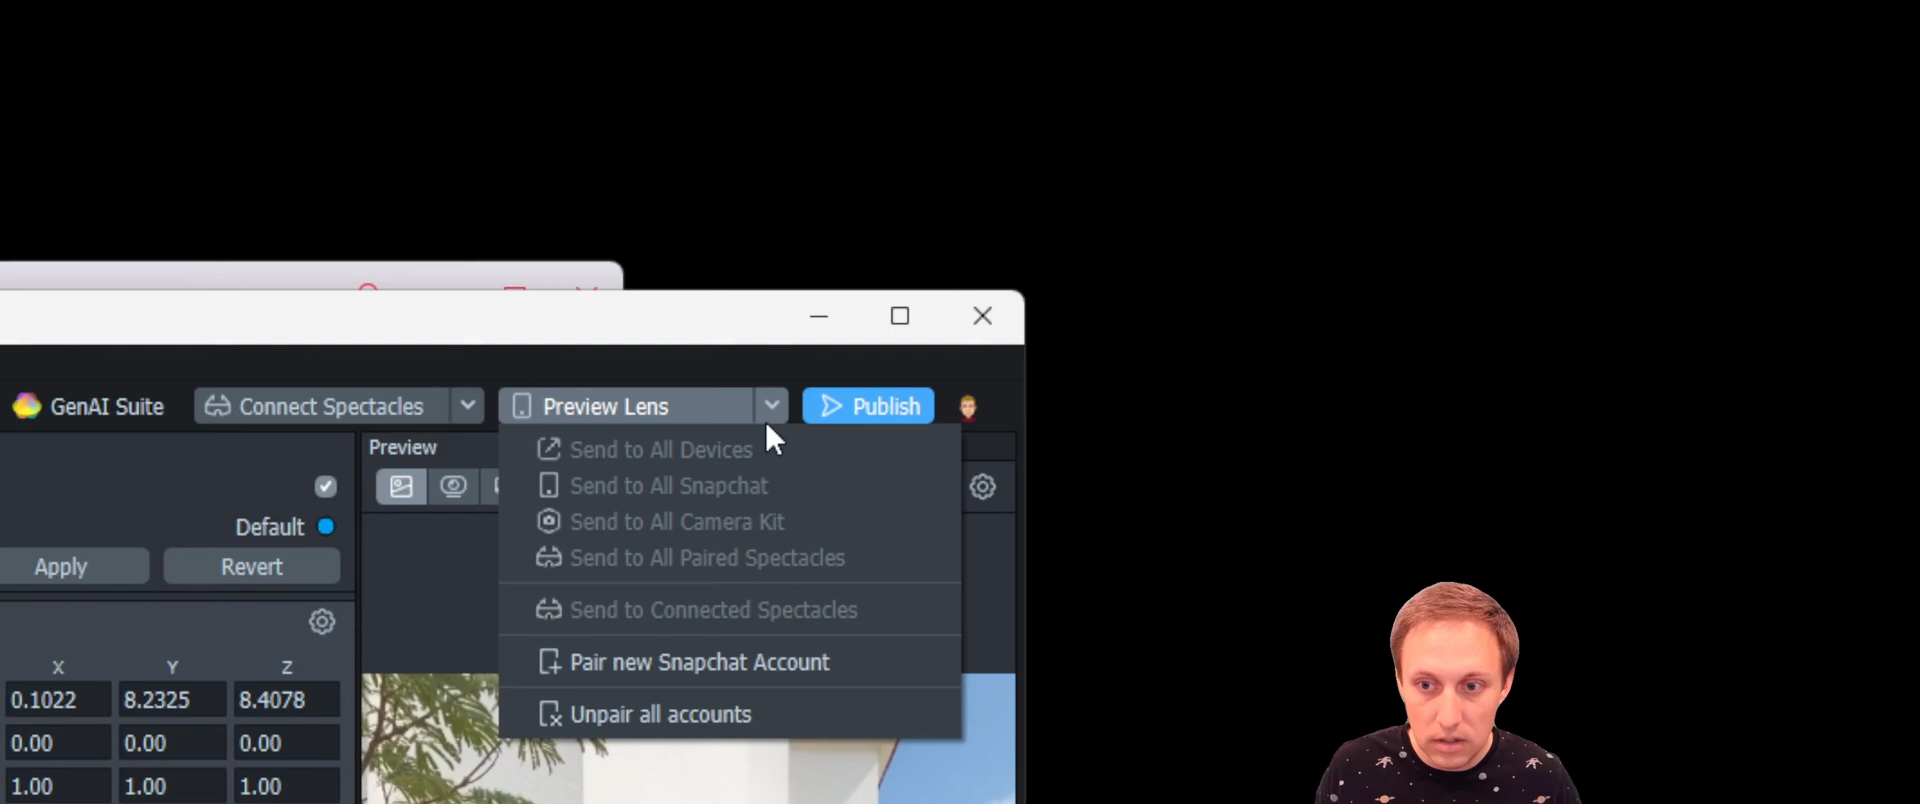 GenAI Suite
Connect Spectacles
Preview Lens
Publish
Preview
Send to All Devices
Send to All Snapchat
Send to All Camera Kit
Send to All Paired Spectacles
Send to Connected Spectacles
Pair new Snapchat Account
Unpair all accounts
Default
Apply Revert
X Y Z
0.1022 8.2325 8.4078
0.00 0.00 0.00
1.00 1.00 1.00